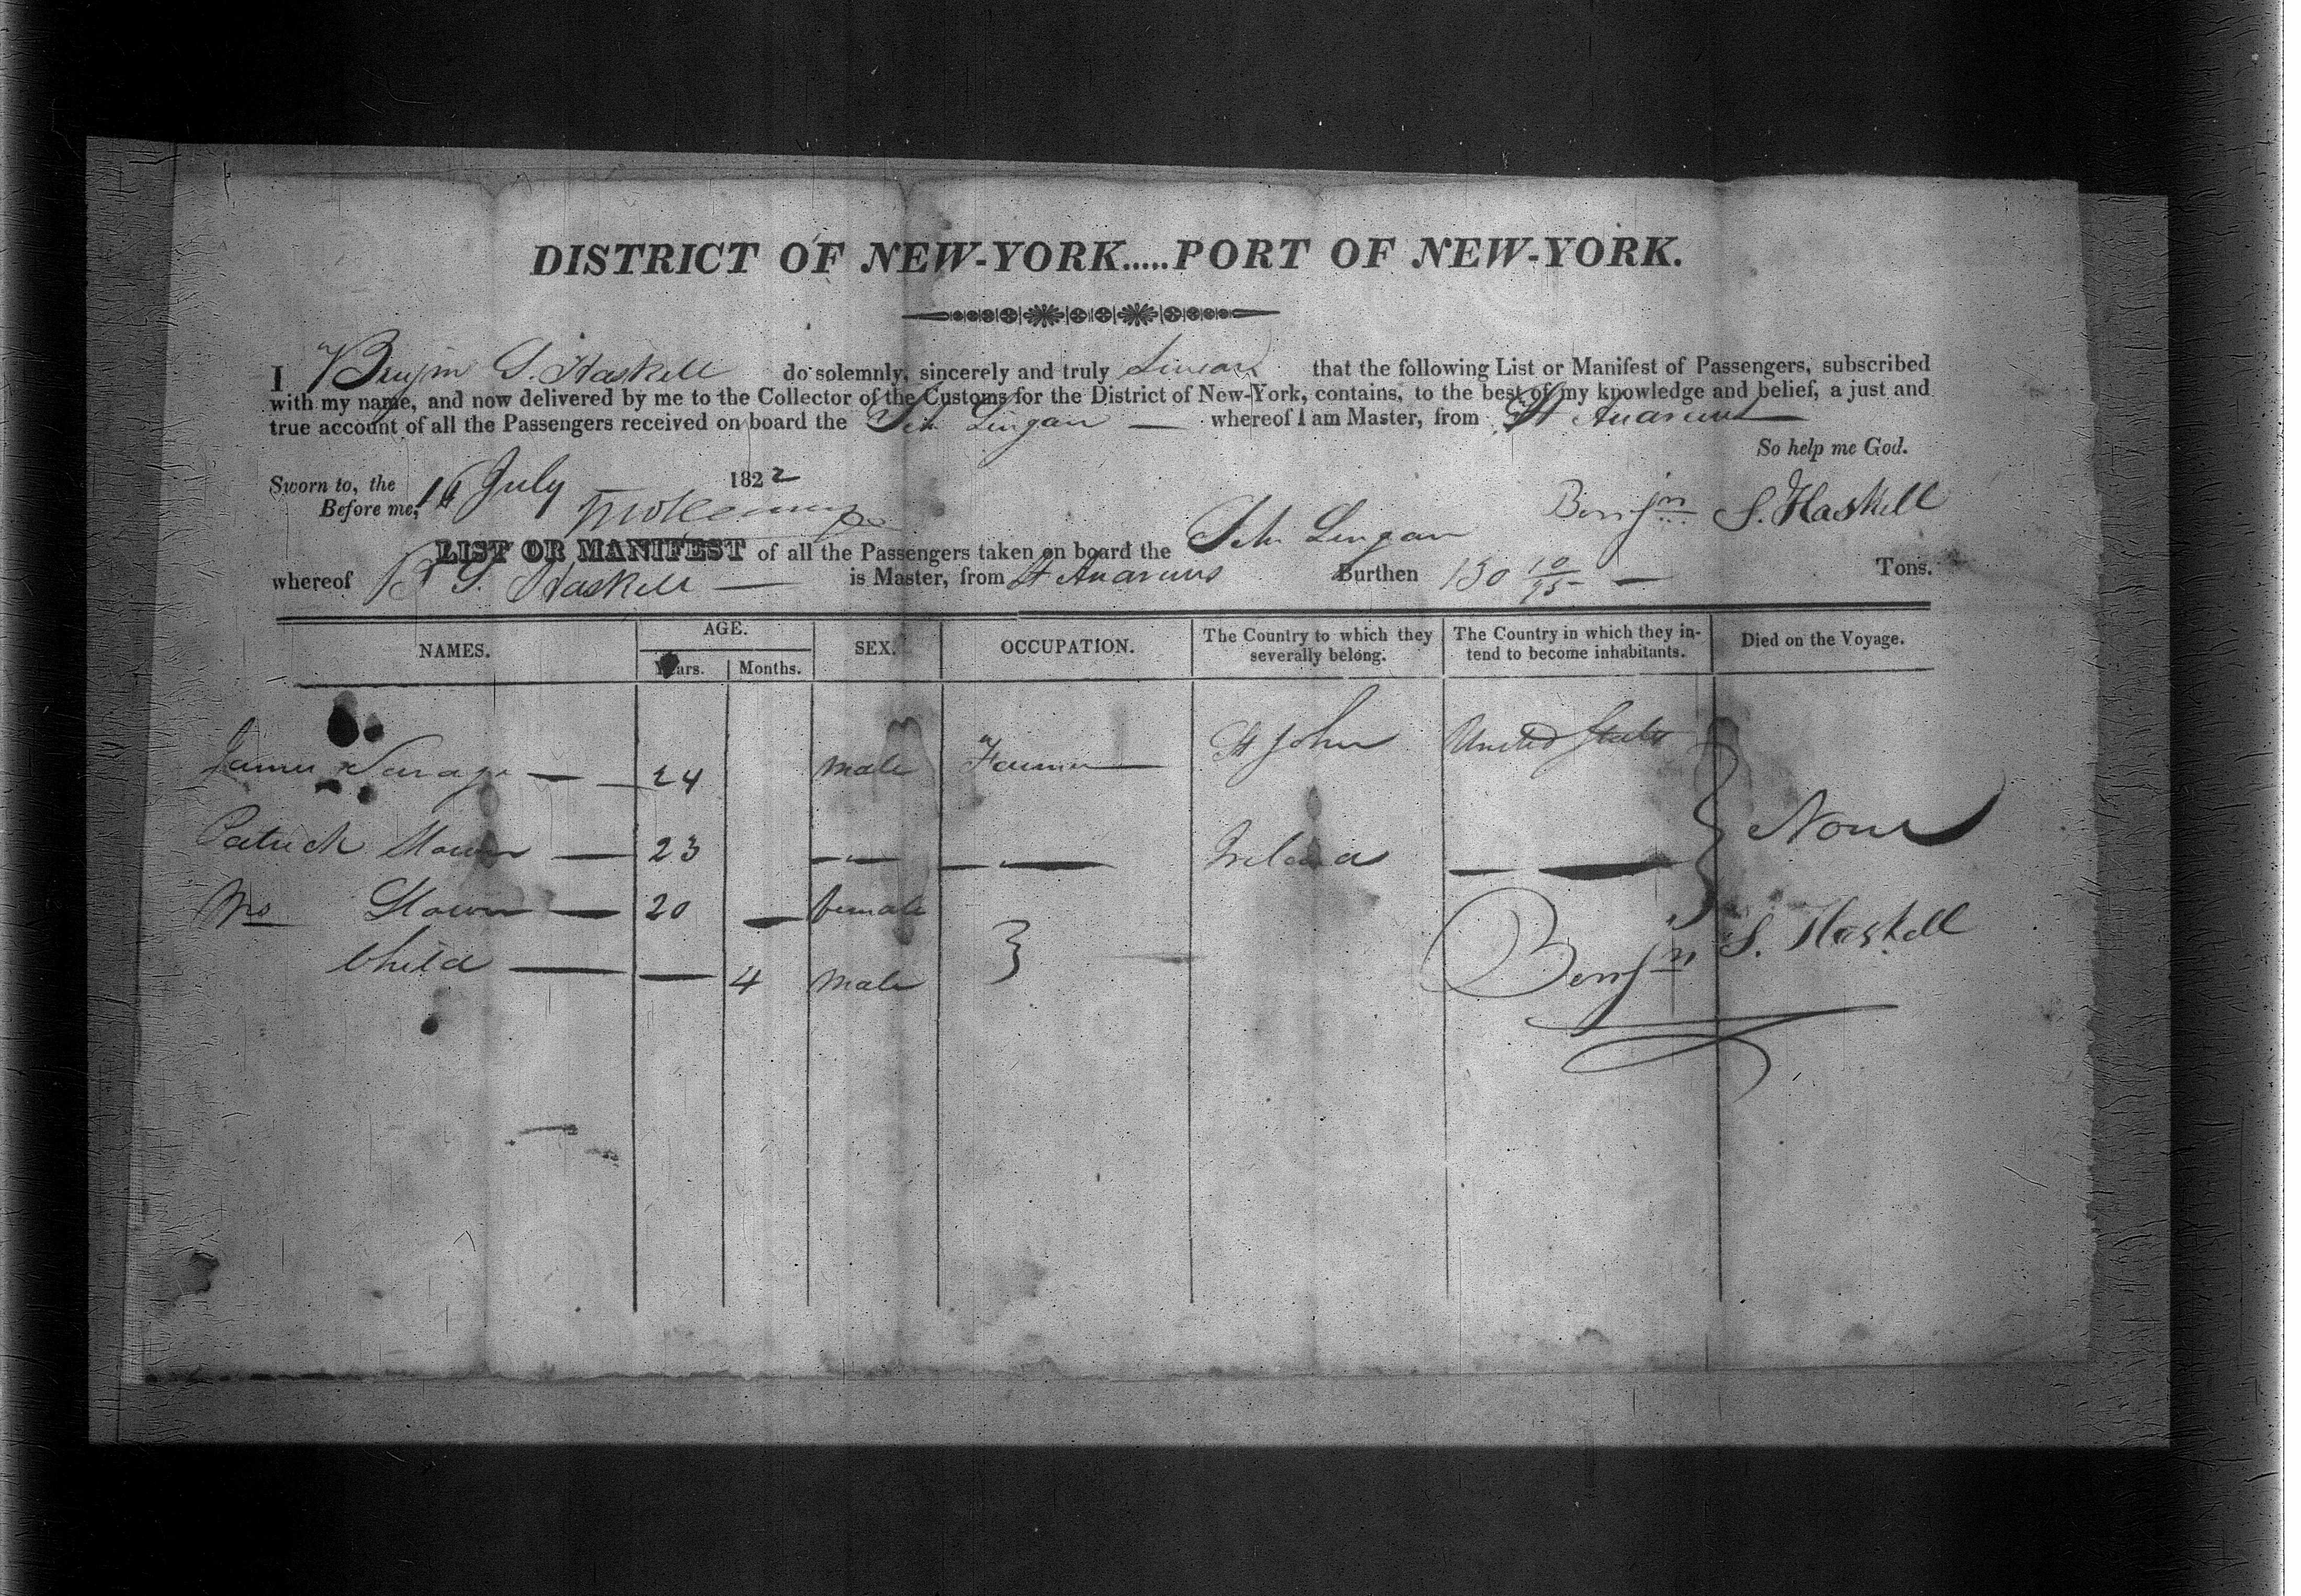 DISTRICT OF NEW-YORK.....PORT OF NEW-YORK.
I Benjm S. Haskell do solemnly, sincerely and truly Swear that the following List or Manifest of Passengers, subscribed
with my name, and now delivered by me to the Collector of the Customs for the District of New-York, contains, to the best of my knowledge and belief, a just and
true account of all the Passengers received on board the Sch Lingan whereof I am Master, from St Andrews
So help me God.
Sworn to, the 16 July 1822
Before me,
Benjn S. Haskell
LIST OR MANIFEST of all the Passengers taken on board the Sch Lingan
whereof B S. Haskell is Master, from St Andrews Burthen 130 10/95 Tons.
NAMES. AGE. SEX. OCCUPATION. The Country to which they severally belong. The Country in which they intend to become inhabitants. Died on the Voyage.
Years. Months.
James Savage 24 male Farmer St John United States
Patrick 23 — " — — Ireland — None
Mrs 20 — female
Child — 4 male
Benjn S. Haskell